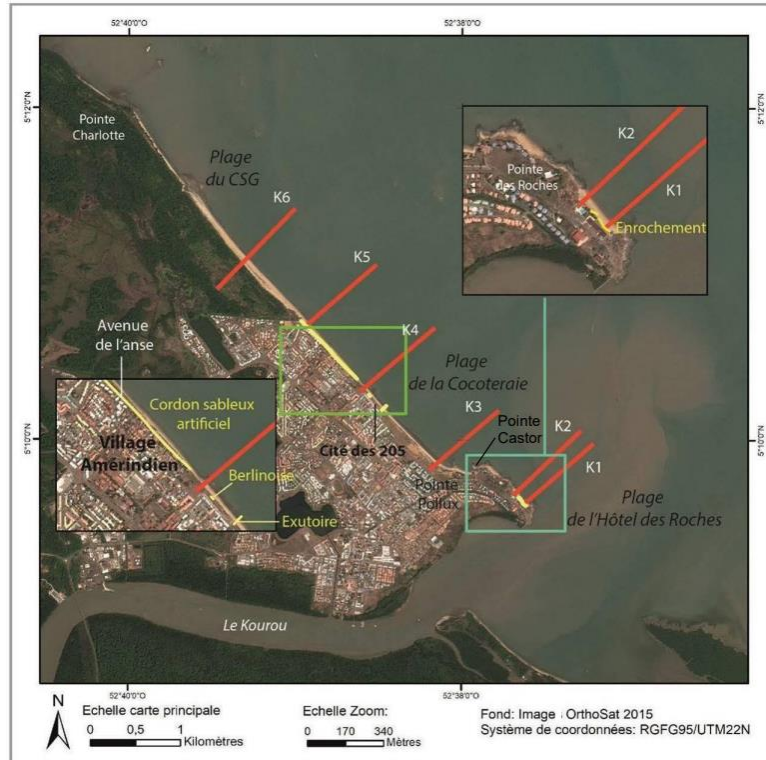 52°40'0"O
52°38'0"O
5°12'0"N
5°12'0"N
Pointe
Charlotte
Plage
du CSG
K6
K5
K4
K2
Pointe
des Roches
K1
Enrochement
Avenue
de l'anse
Cordon sableux
artificiel
Village
Amérindien
Berlinoise
Exutoire
Plage
de la Cocoteraie
K3
Pointe
Castor
Cité des 205
Pointe
Pollux
K2
K1
5°10'0"N
5°10'0"N
Plage
de l'Hôtel des Roches
Le Kourou
52°40'0"O
52°38'0"O
N
Echelle carte principale
0 0,5 1
Kilomètres
Echelle Zoom:
0 170 340
Mètres
Fond: Image : OrthoSat 2015
Système de coordonnées: RGFG95/UTM22N